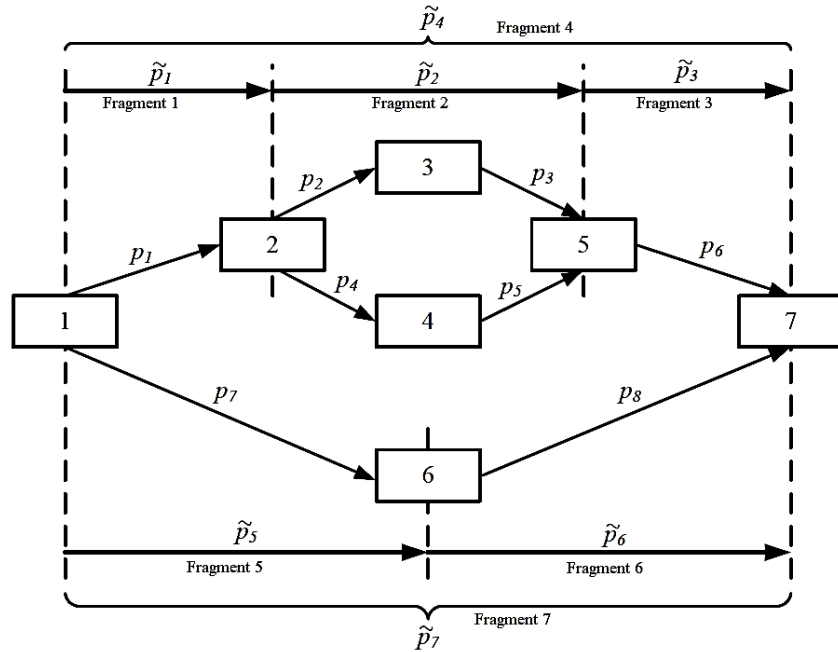 p̃4 Fragment 4
p̃1 p̃2 p̃3
Fragment 1 Fragment 2 Fragment 3
3
p2 p3
2 5
p1 p6
p4 p5
1 4 7
p7 p8
6
p̃5 p̃6
Fragment 5 Fragment 6
Fragment 7
p̃7